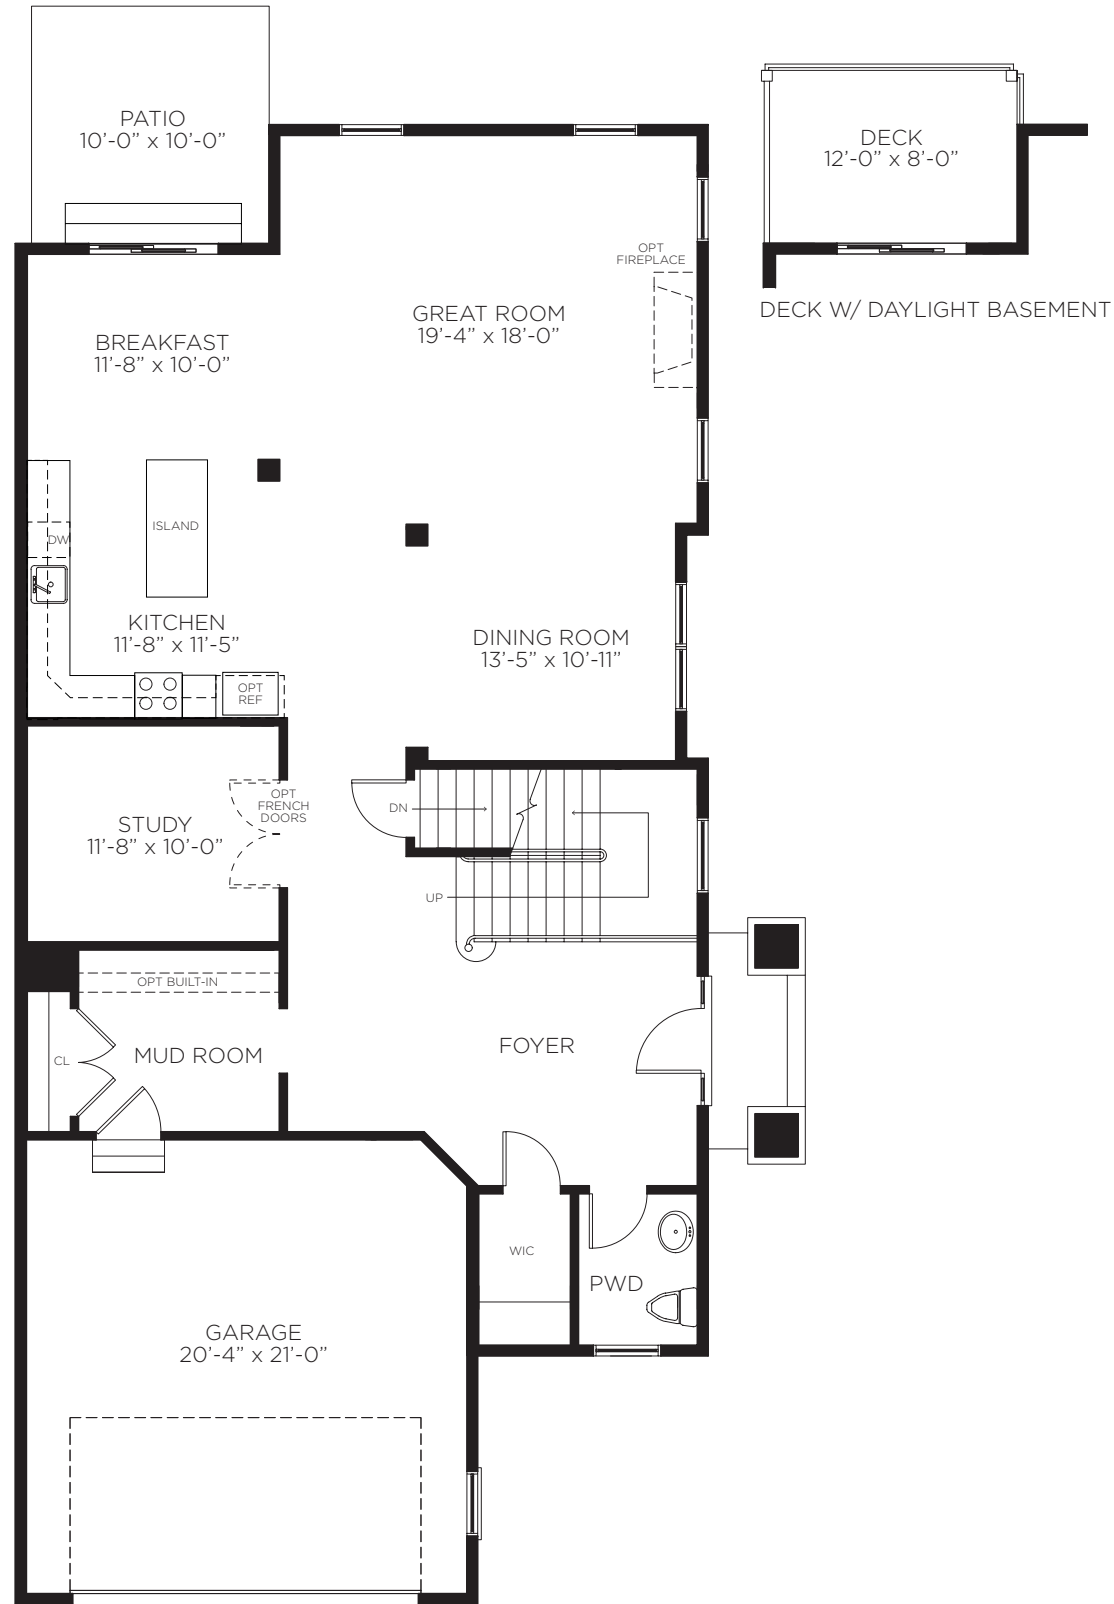 PATIO
10’-0” x 10’-0”
DECK
12’-0” x 8’-0”
DECK W/ DAYLIGHT BASEMENT
OPT
FIREPLACE
GREAT ROOM
19’-4” x 18’-0”
BREAKFAST
11’-8” x 10’-0”
ISLAND
DW
KITCHEN
11’-8” x 11’-5”
DINING ROOM
13’-5” x 10’-11”
OPT
REF
OPT
FRENCH
DOORS
DN
STUDY
11’-8” x 10’-0”
UP
OPT BUILT-IN
FOYER
CL
MUD ROOM
WIC
PWD
GARAGE
20’-4” x 21’-0”